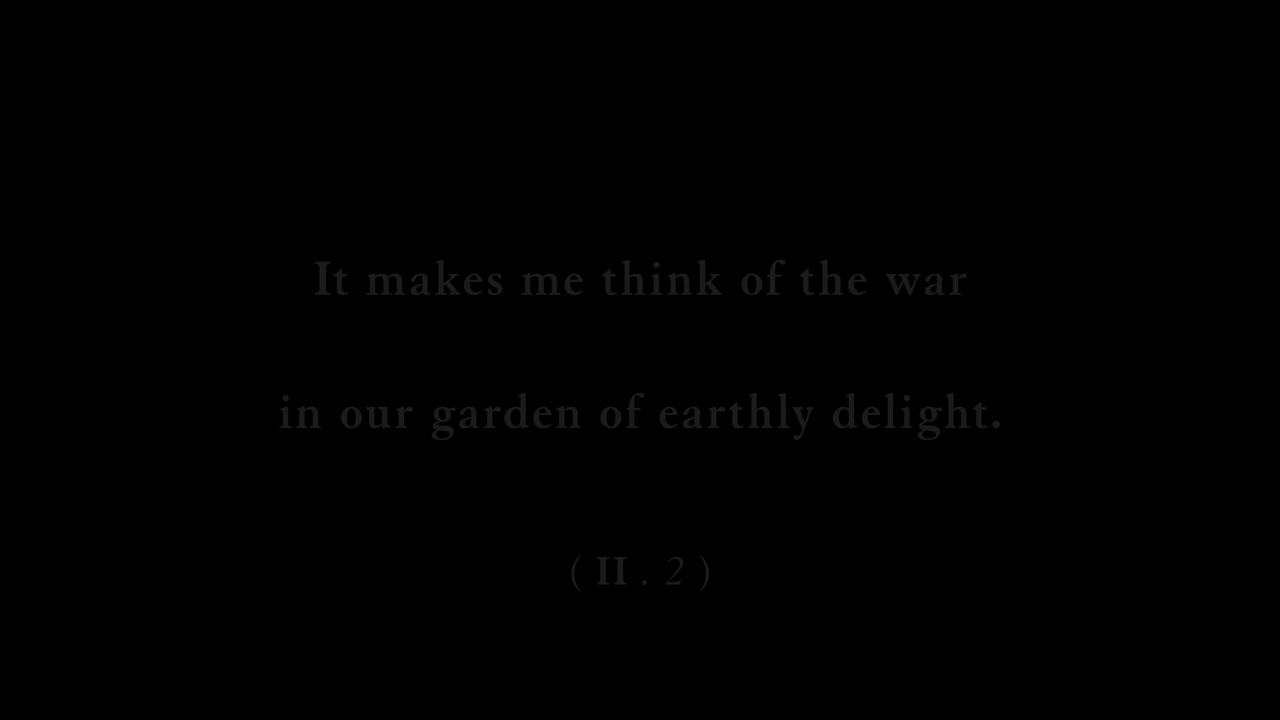 It makes me think of the war
in our garden of earthly delight.
( II . 2 )